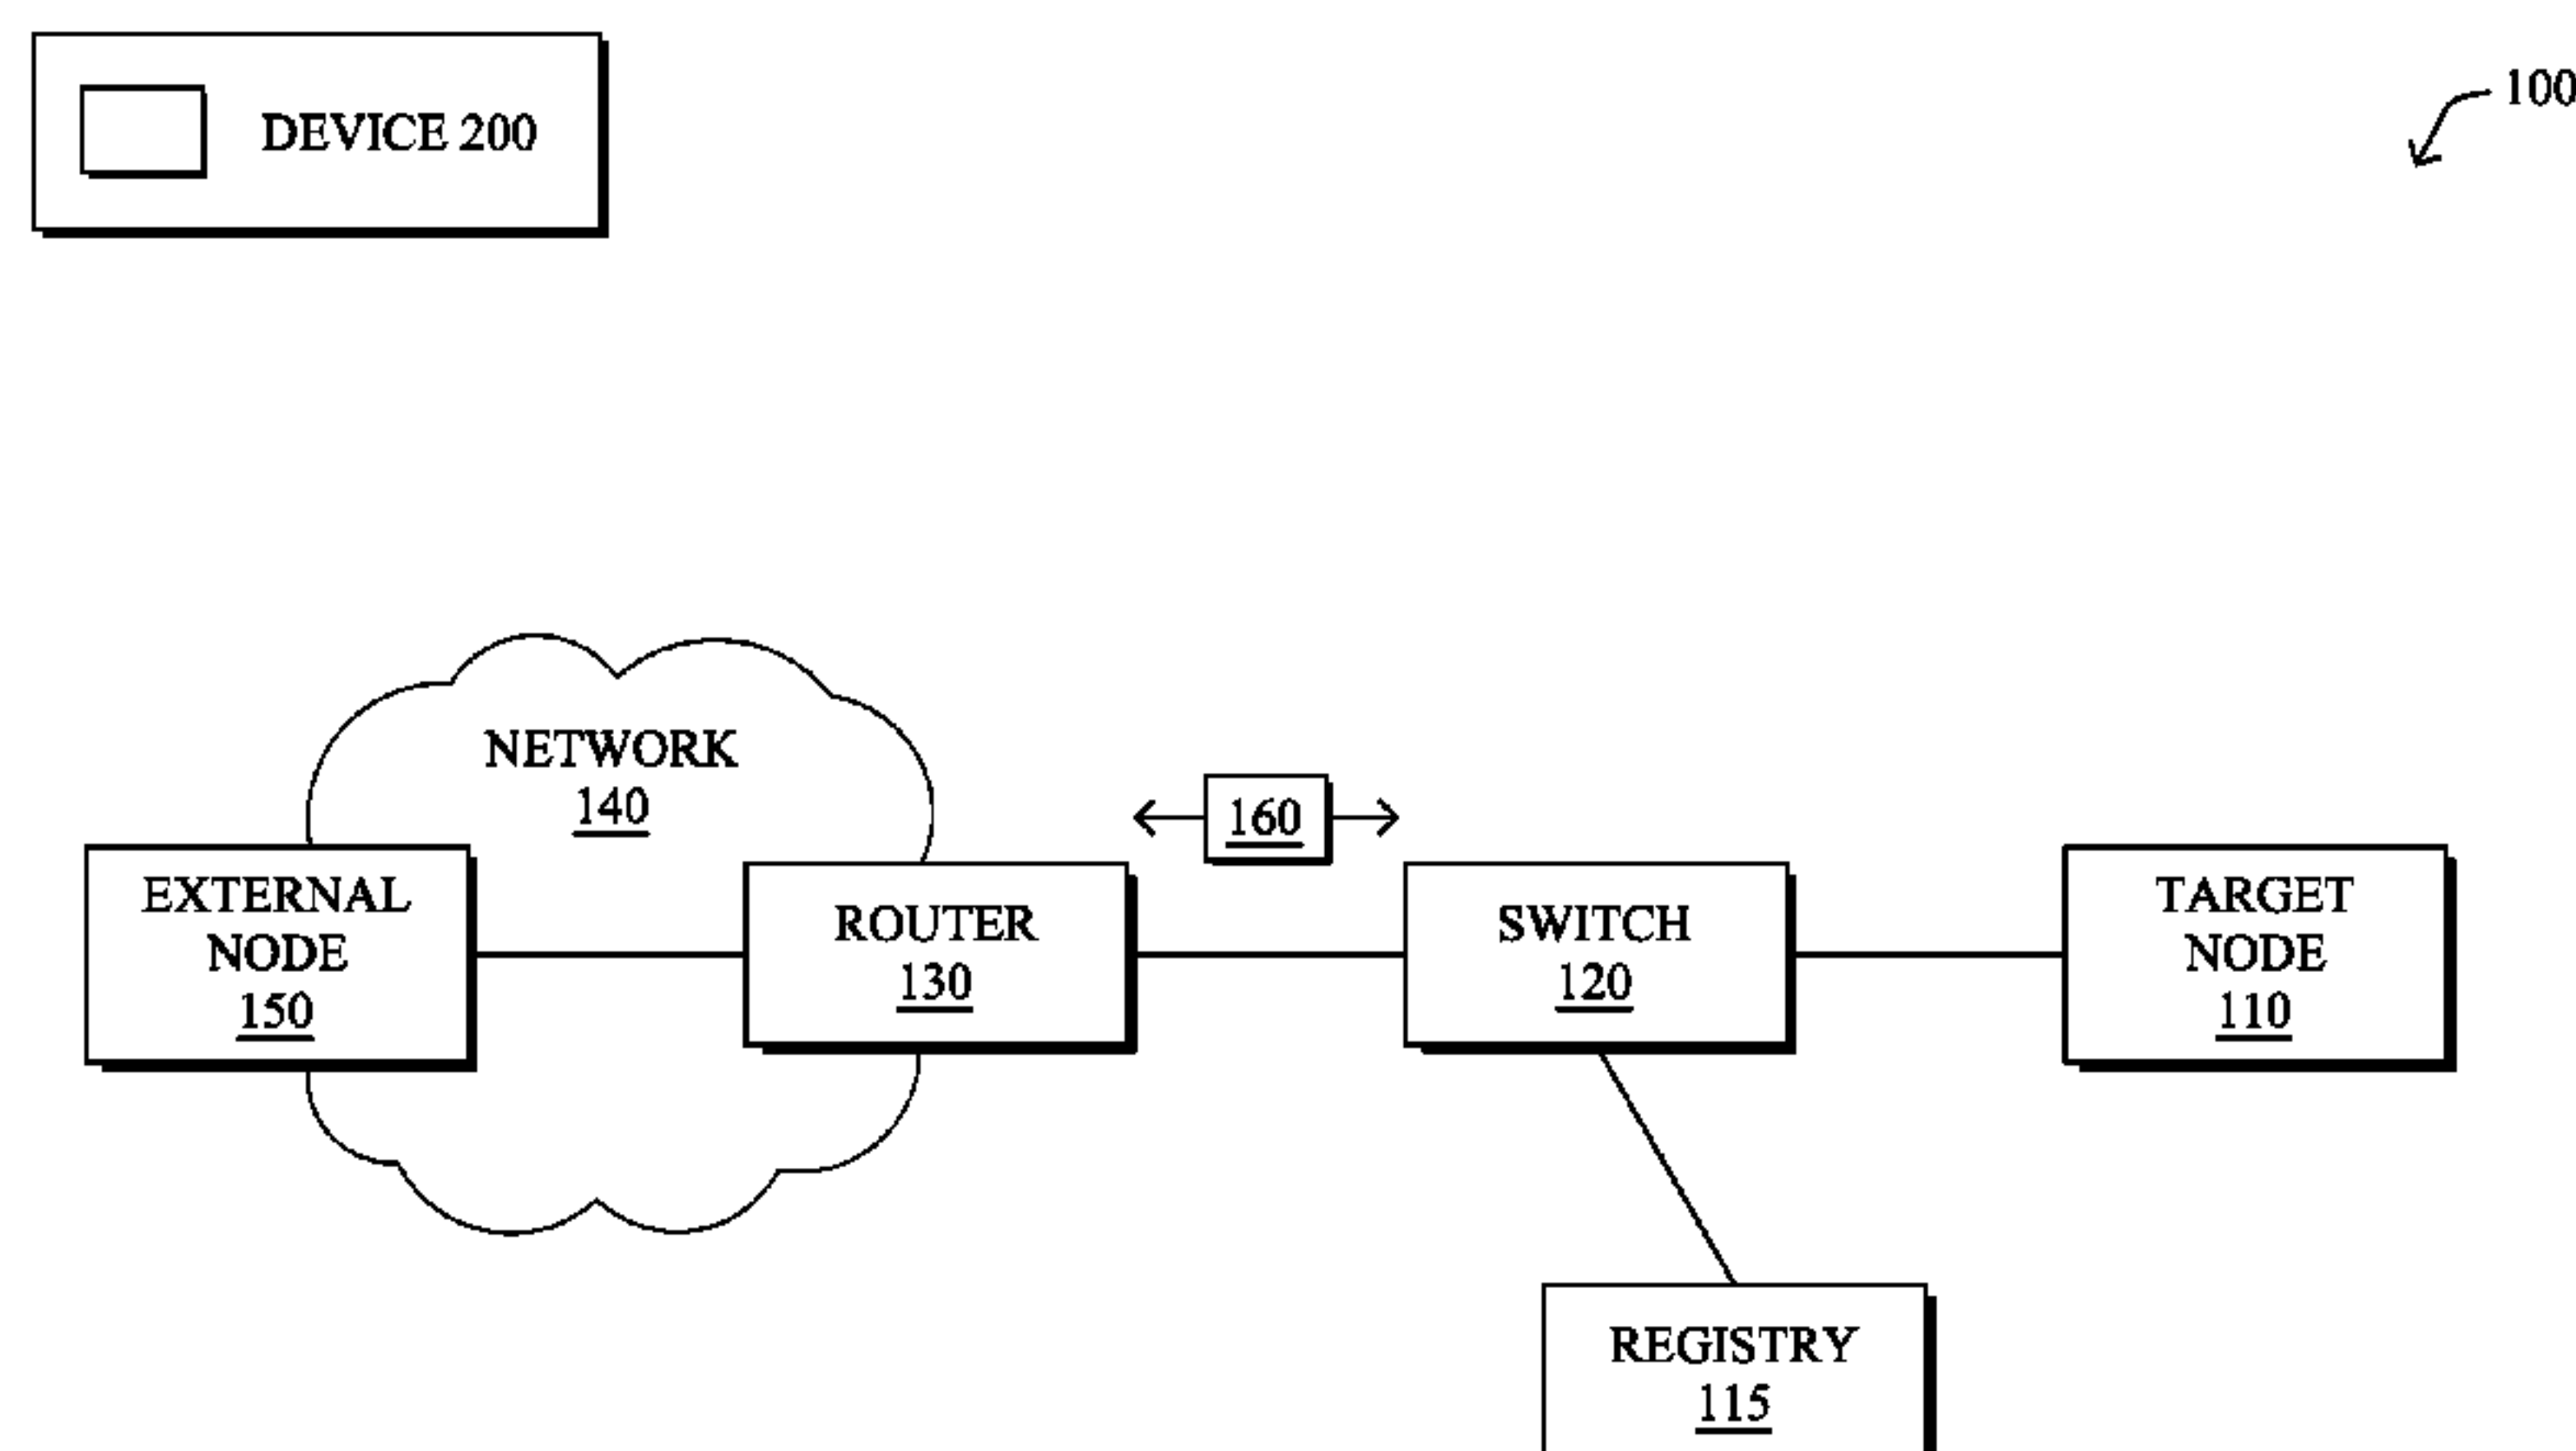 DEVICE 200
100
NETWORK
140
160
EXTERNAL
NODE
150
ROUTER
130
SWITCH
120
TARGET
NODE
110
REGISTRY
115